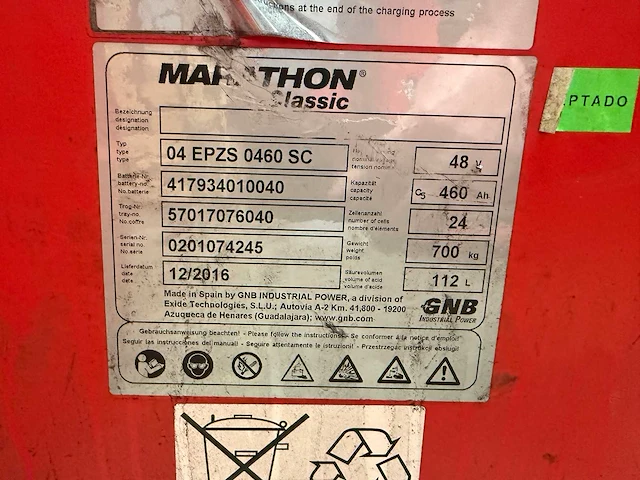 at the end of the charging process
MARATHON®
Classic
Bezeichnung
designation
designation
Typ
type
type
04 EPZS 0460 SC
48 V
Batterie-Nr.
battery-no.
No.batterie
417934010040
Kapazität
capacity
capacité
C5 460 Ah
Trog-Nr.
tray-no.
No.coffre
57017076040
Zellenanzahl
number of cells
nombre d'elements
24
Serien-Nr.
serial no.
No.serie
0201074245
Gewicht
weight
poids
700 kg
Lieferdatum
date
date
12/2016
Säurevolumen
volume of acid
volume d'acide
112 L
Made in Spain by GNB INDUSTRIAL POWER, a division of
Exide Technologies, S.L.U.; Autovía A-2 Km. 41,800 - 19200
Azuqueca de Henares (Guadalajara); www.gnb.com
GNB
INDUSTRIAL POWER
Gebrauchsanweisung beachten! - Please follow the instructions - Se conformer à la notice d'emploi!
Seguir las instrucciones del manual! - Seguire attentamente le istruzioni! - Przestrzegac instrukcji obslugi!
PTADO